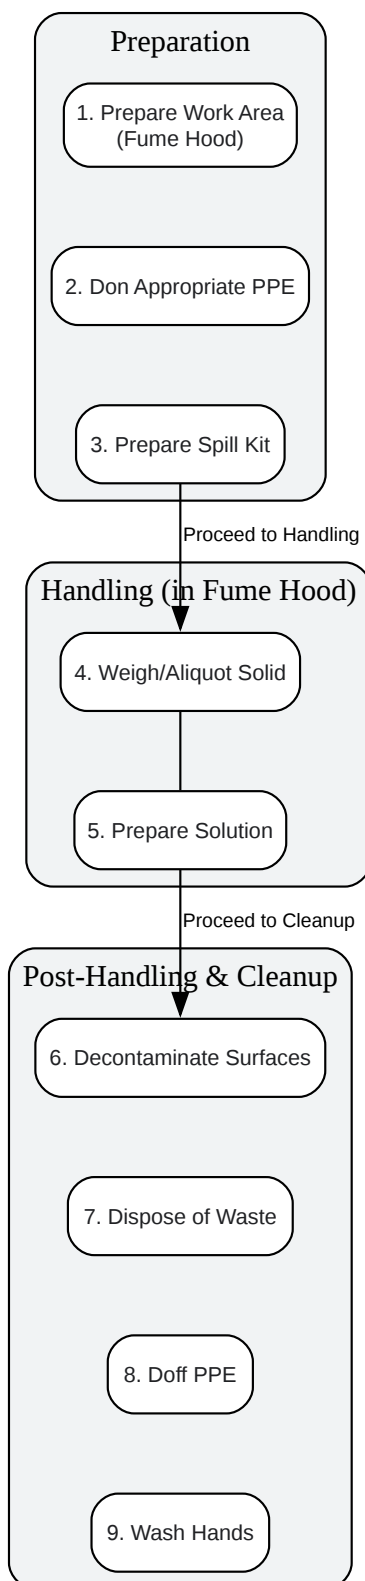 Preparation
1. Prepare Work Area
(Fume Hood)
2. Don Appropriate PPE
3. Prepare Spill Kit
Proceed to Handling
Handling (in Fume Hood)
4. Weigh/Aliquot Solid
5. Prepare Solution
Proceed to Cleanup
Post-Handling & Cleanup
6. Decontaminate Surfaces
7. Dispose of Waste
8. Doff PPE
9. Wash Hands